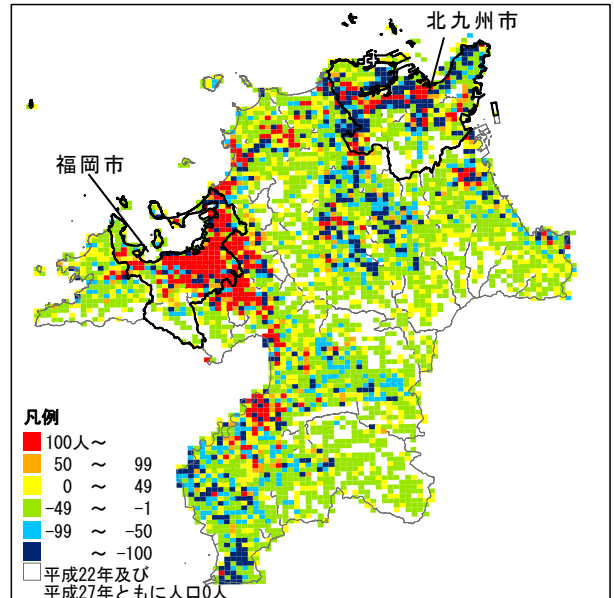 北九州市
福岡市
凡例
100人～
50 ～ 99
0 ～ 49
-49 ～ -1
-99 ～ -50
～ -100
平成22年及び
平成27年ともに人口0人